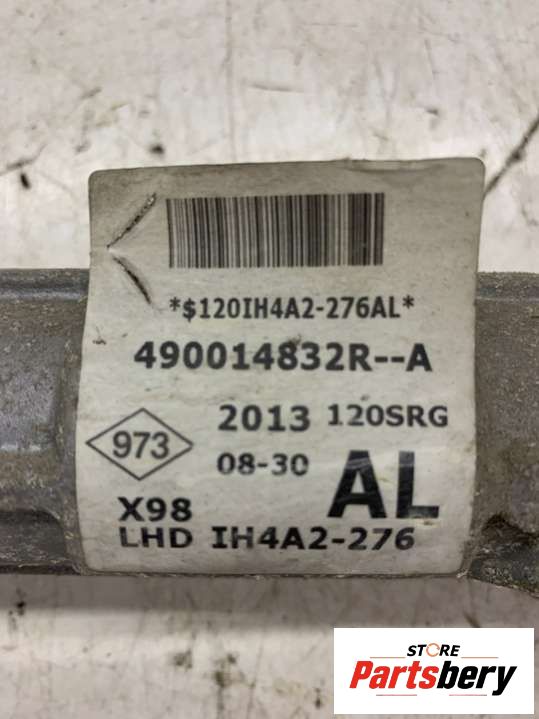 *$120IH4A2-276AL*
490014832R--A
973
2013 120SRG
08-30 AL
X98
LHD IH4A2-276
STORE
Partsbery